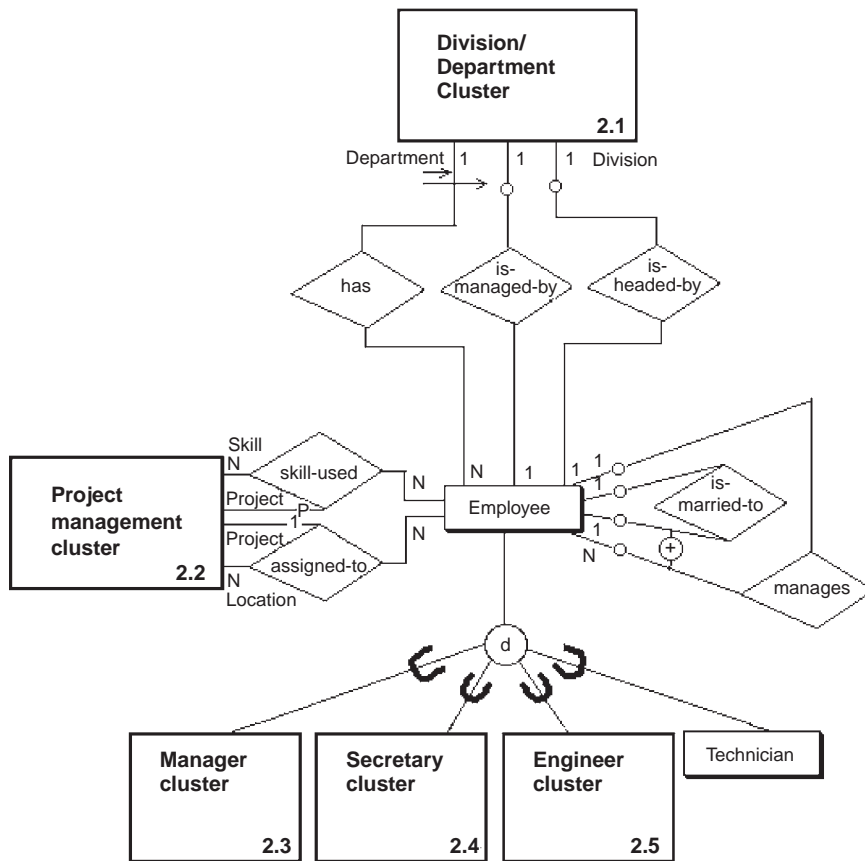 Division/
Department
Cluster
2.1
Department 1 1 1 Division
has
is-
managed-by
is-
headed-by
Skill
N
skill-used
N
N
1
1
1
1
Project
management
cluster
2.2
Project
P
1
Project
N
assigned-to
N
Location
Employee
is-
married-to
1
+
N
manages
d
Manager
cluster
2.3
Secretary
cluster
2.4
Engineer
cluster
2.5
Technician